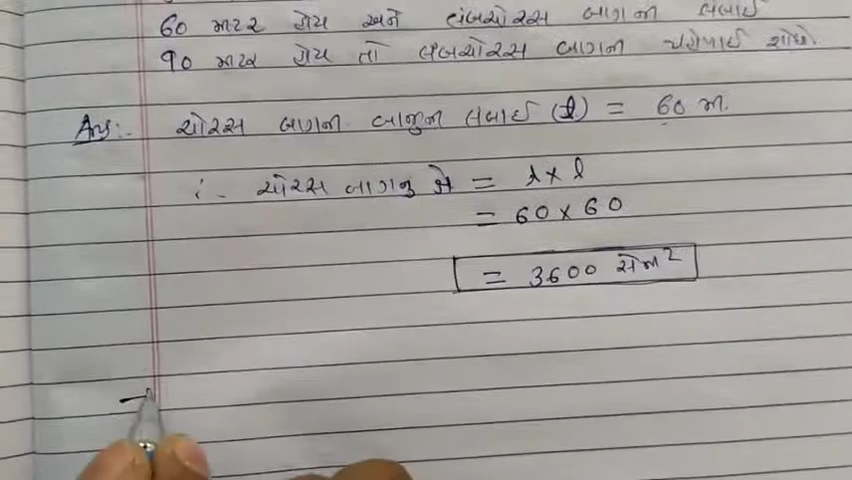 60 મીટર હોય અને લંબચોરસ બાગની લંબાઈ
90 મીટર હોય તો લંબચોરસ બાગની પહોળાઈ શોધો.
Ans:- ચોરસ બાગની બાજુની લંબાઈ (l) = 60 મી.
∴ ચોરસ બાગનું ક્ષે = l × l
= 60 × 60
= 3600 સેમી²